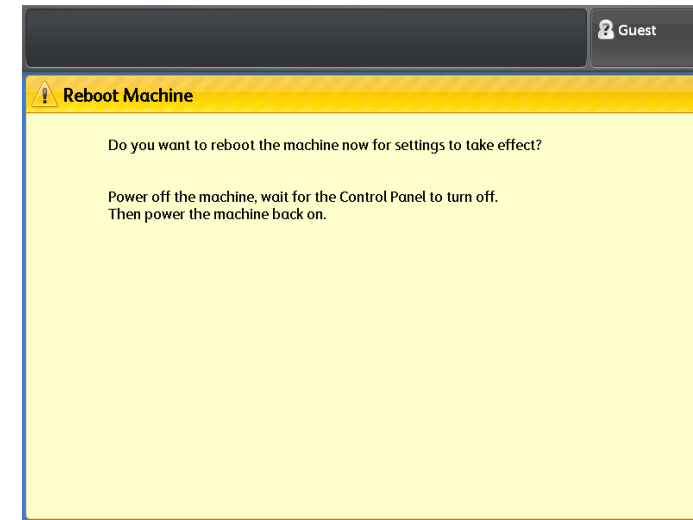 Guest
Reboot Machine
Do you want to reboot the machine now for settings to take effect?
Power off the machine, wait for the Control Panel to turn off.
Then power the machine back on.